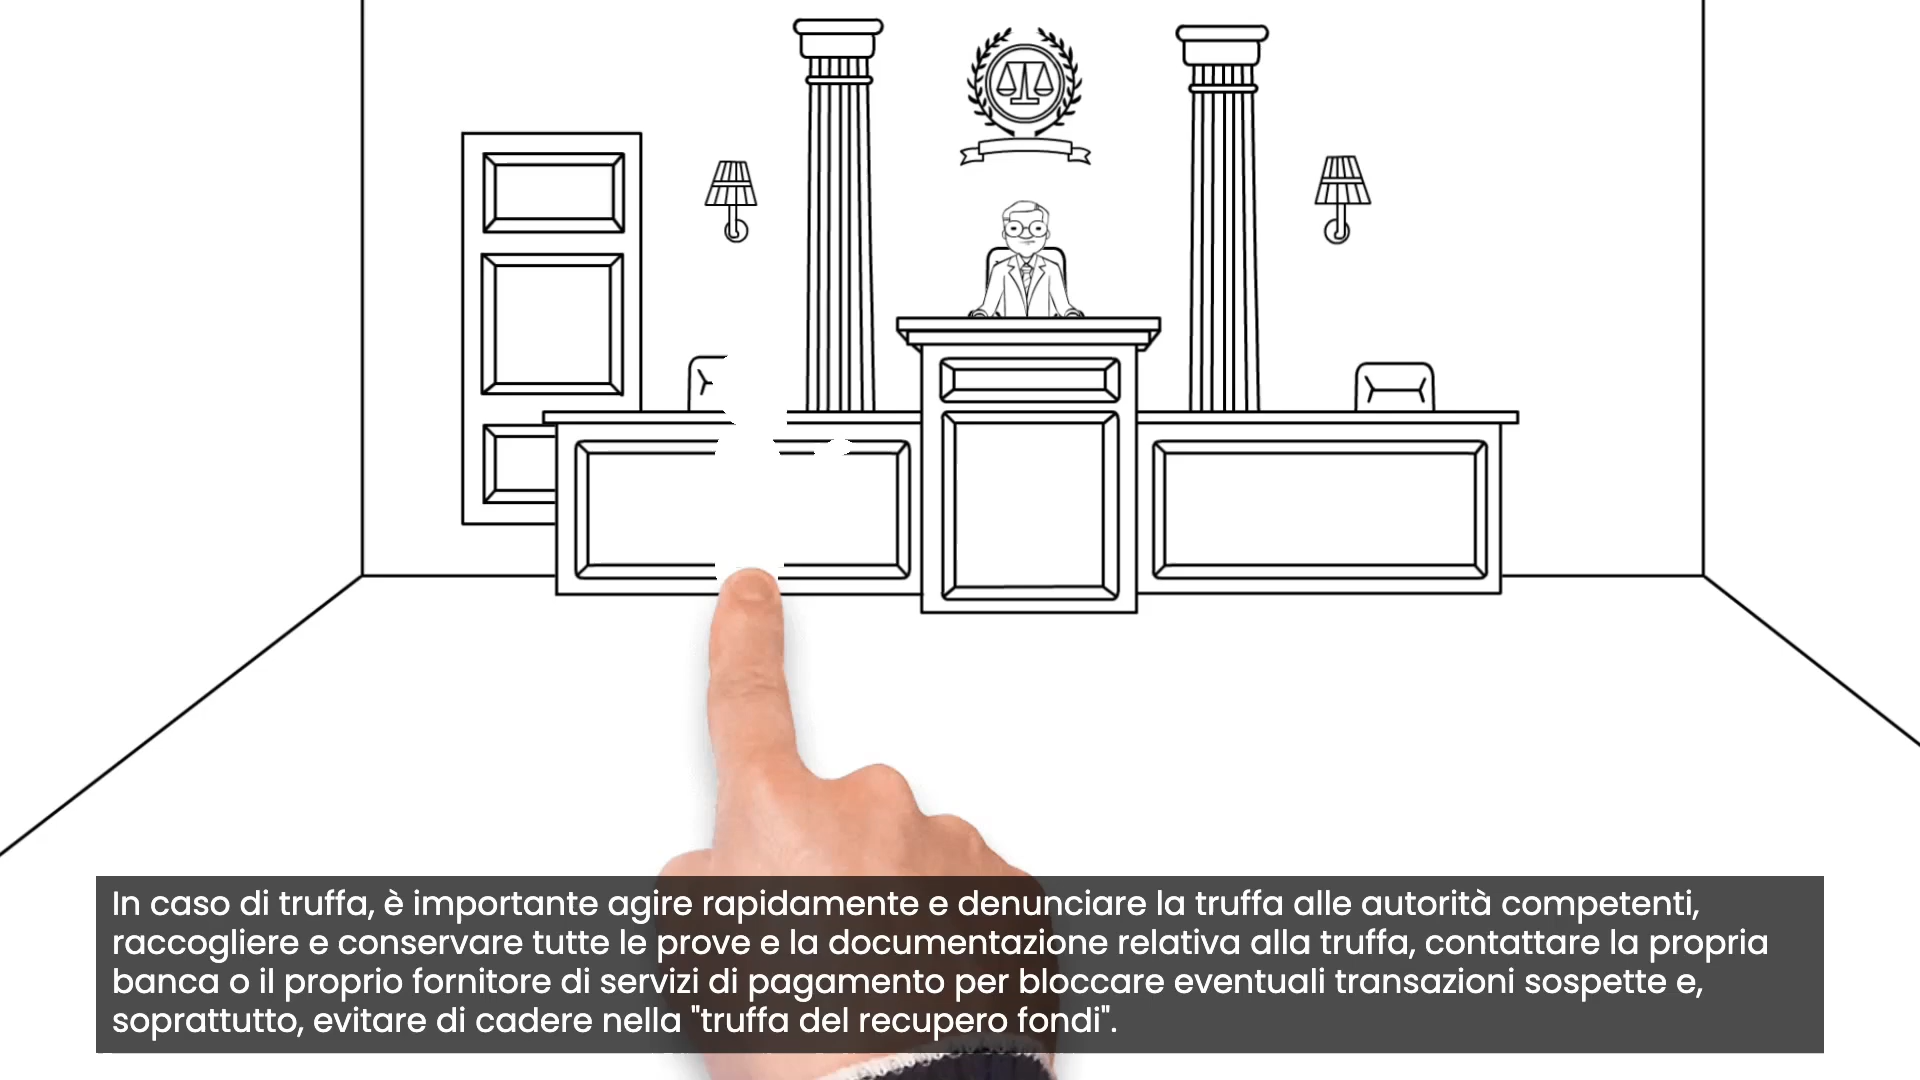 In caso di truffa, è importante agire rapidamente e denunciare la truffa alle autorità competenti,
raccogliere e conservare tutte le prove e la documentazione relativa alla truffa, contattare la propria
banca o il proprio fornitore di servizi di pagamento per bloccare eventuali transazioni sospette e,
soprattutto, evitare di cadere nella "truffa del recupero fondi".